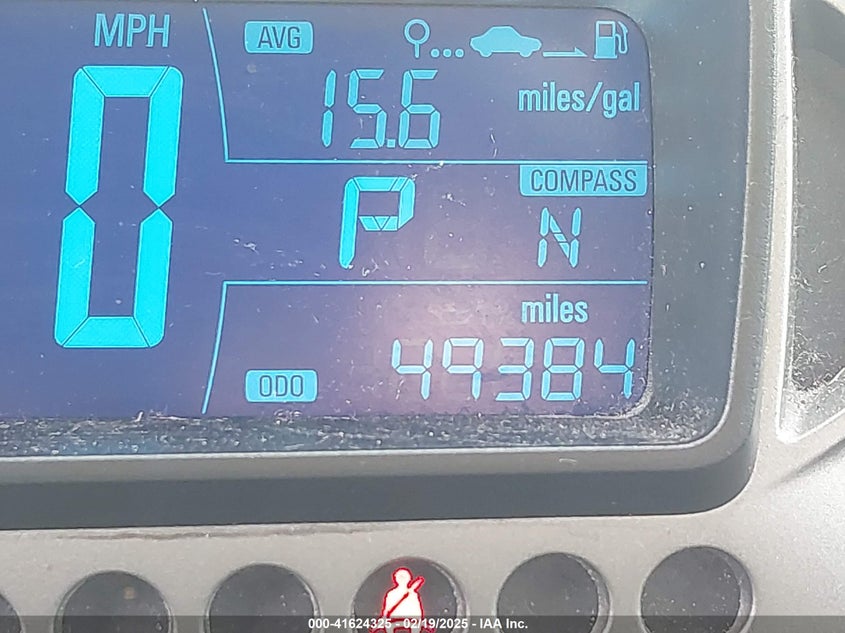 MPH
AVG
15.6 miles/gal
0
COMPASS
P N
miles
ODO 49384
000-41624325 - 02/19/2025 - IAA Inc.